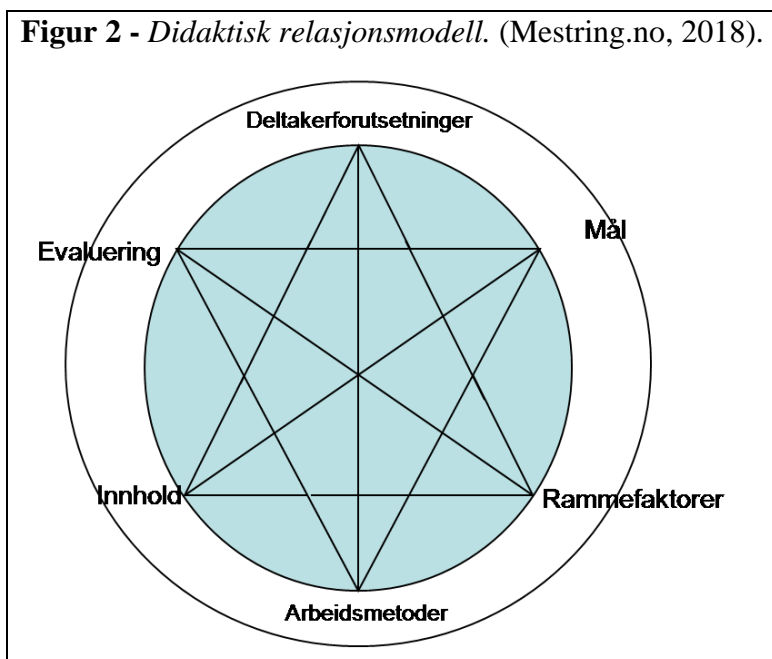 Figur 2 - Didaktisk relasjonsmodell. (Mestring.no, 2018).
Deltakerforutsetninger
Mål
Evaluering
Innhold
Rammefaktorer
Arbeidsmetoder